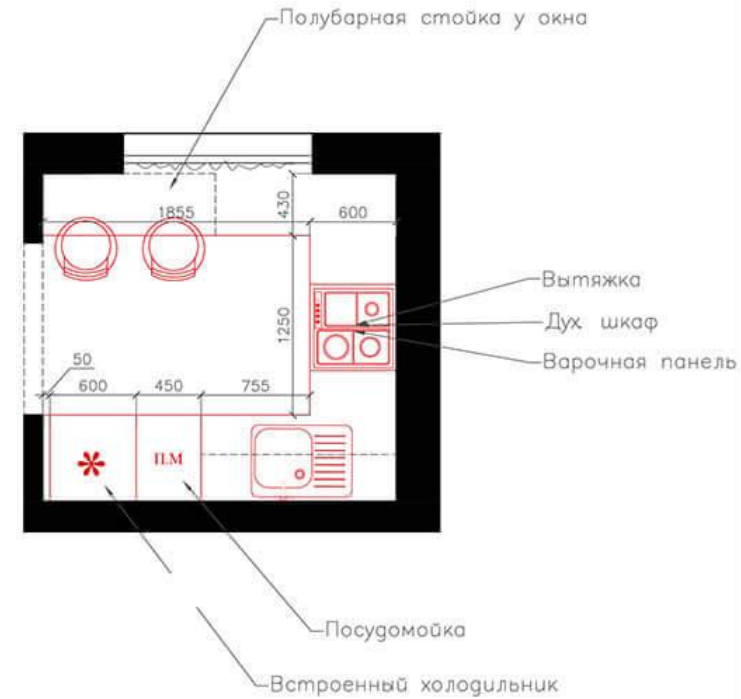 Полубарная стойка у окна
1855
430
600
Вытяжка
Дух. шкаф
1250
Варочная панель
50
600
450
755
П.М
Посудомойка
Встроенный холодильник